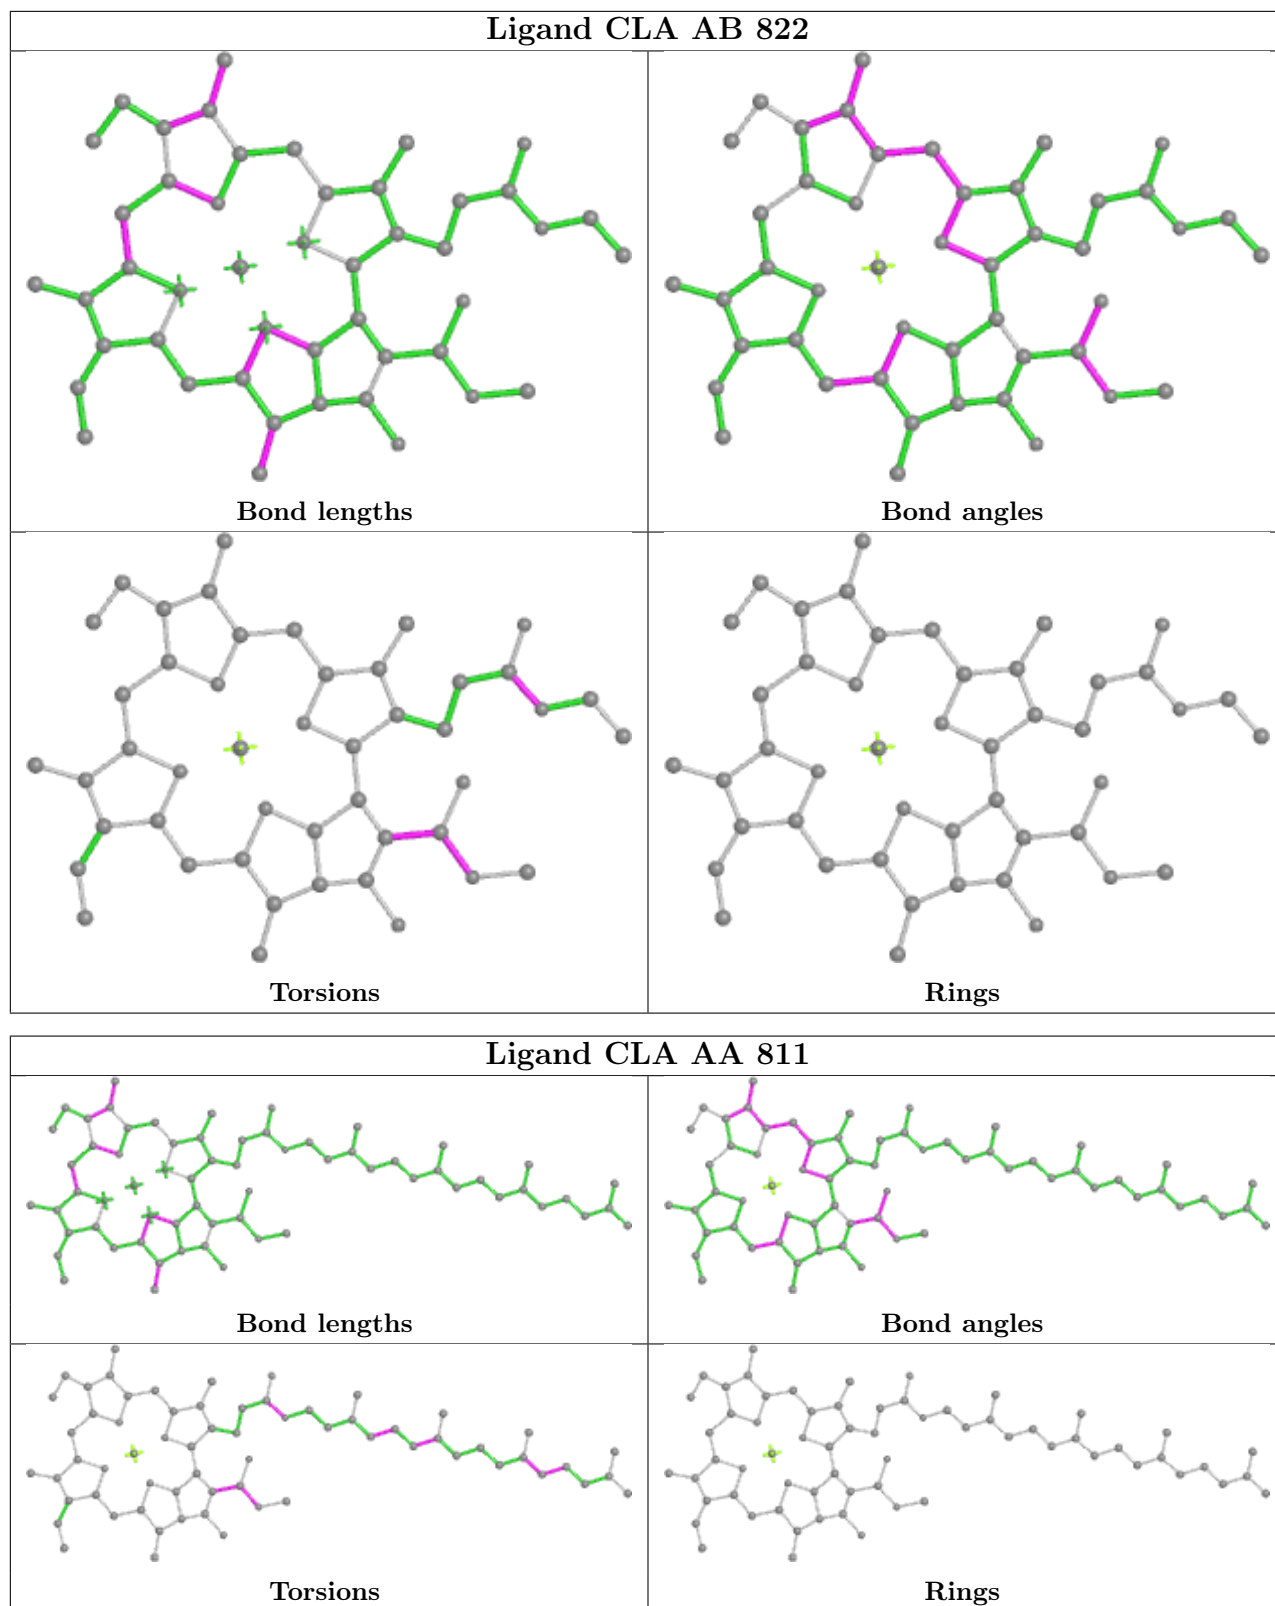 Ligand CLA AB 822
Bond lengths
Bond angles
Torsions
Rings
Ligand CLA AA 811
Bond lengths
Bond angles
Torsions
Rings